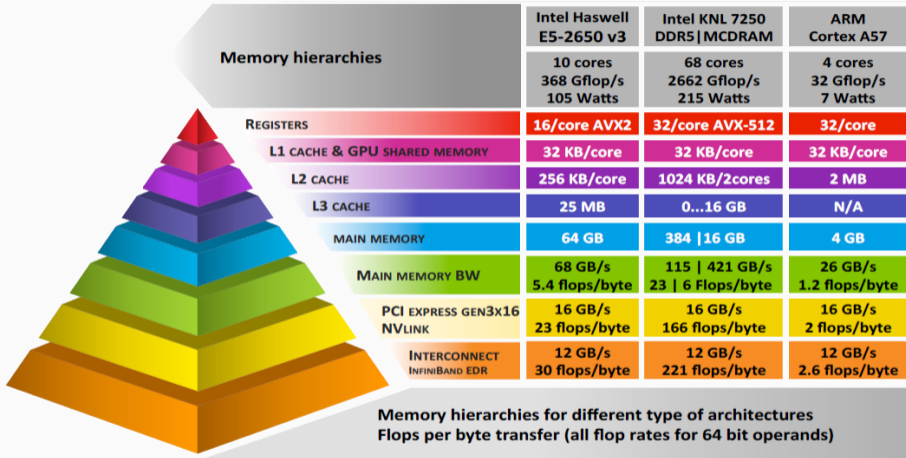 Memory hierarchies
Intel Haswell
E5-2650 v3
Intel KNL 7250
DDR5|MCDRAM
ARM
Cortex A57
10 cores
368 Gflop/s
105 Watts
68 cores
2662 Gflop/s
215 Watts
4 cores
32 Gflop/s
7 Watts
REGISTERS
16/core AVX2
32/core AVX-512
32/core
L1 CACHE & GPU SHARED MEMORY
32 KB/core
32 KB/core
32 KB/core
L2 CACHE
256 KB/core
1024 KB/2cores
2 MB
L3 CACHE
25 MB
0...16 GB
N/A
MAIN MEMORY
64 GB
384 |16 GB
4 GB
MAIN MEMORY BW
68 GB/s
5.4 flops/byte
115 | 421 GB/s
23 | 6 Flops/byte
26 GB/s
1.2 flops/byte
PCI EXPRESS GEN3X16
NVLINK
16 GB/s
23 flops/byte
16 GB/s
166 flops/byte
16 GB/s
2 flops/byte
INTERCONNECT
INFINIBAND EDR
12 GB/s
30 flops/byte
12 GB/s
221 flops/byte
12 GB/s
2.6 flops/byte
Memory hierarchies for different type of architectures
Flops per byte transfer (all flop rates for 64 bit operands)